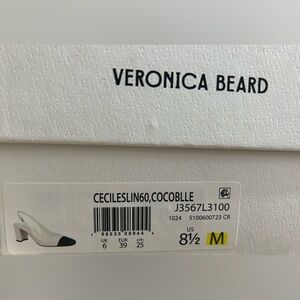 VERONICA BEARD
CECILESLIN60,COCOBLLE
J3567L3100
1024 5100600723 CR
UK EUR cm
6 39 25
US
8½ M